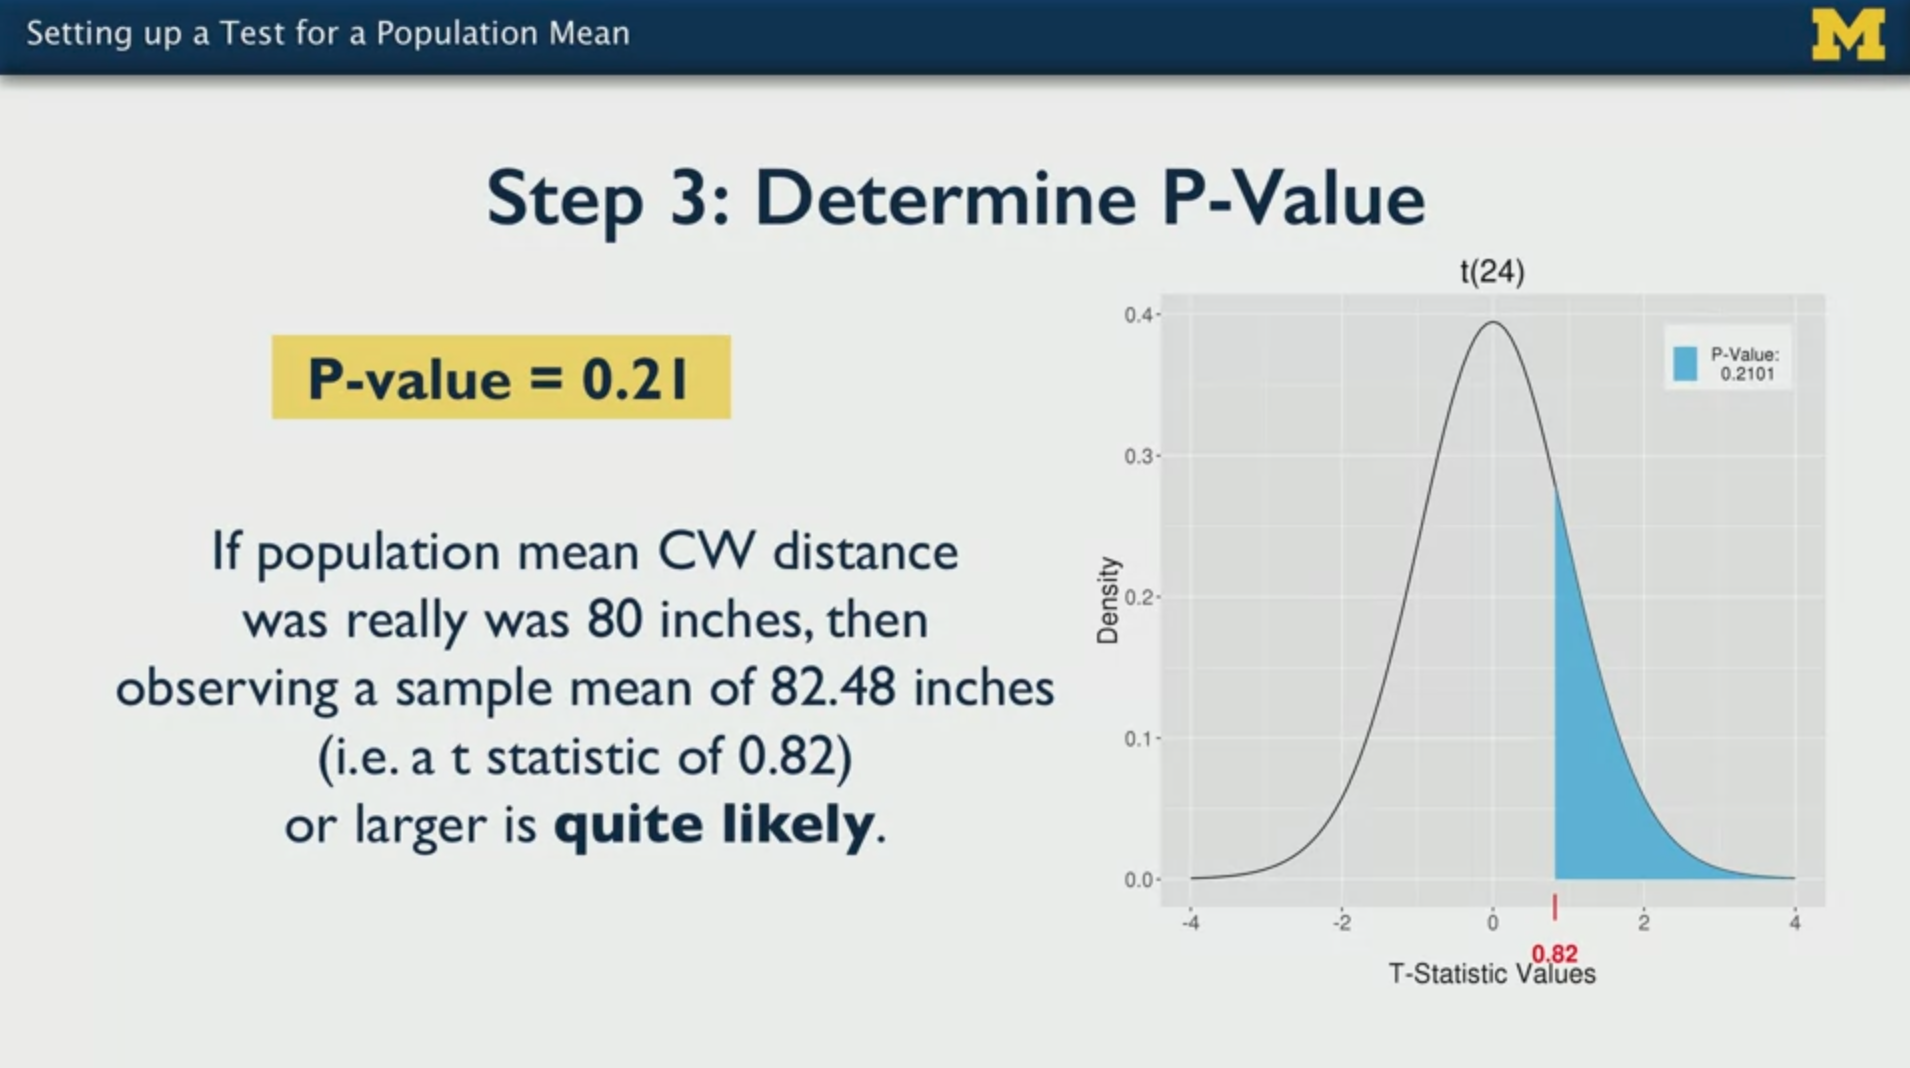 Setting up a Test for a Population Mean
M
Step 3: Determine P-Value
P-value = 0.21
If population mean CW distance
was really was 80 inches, then
observing a sample mean of 82.48 inches
(i.e. a t statistic of 0.82)
or larger is quite likely.
t(24)
P-Value:
0.2101
0.4
0.3
0.2
0.1
0.0
Density
-4 -2 0 2 4
0.82
T-Statistic Values